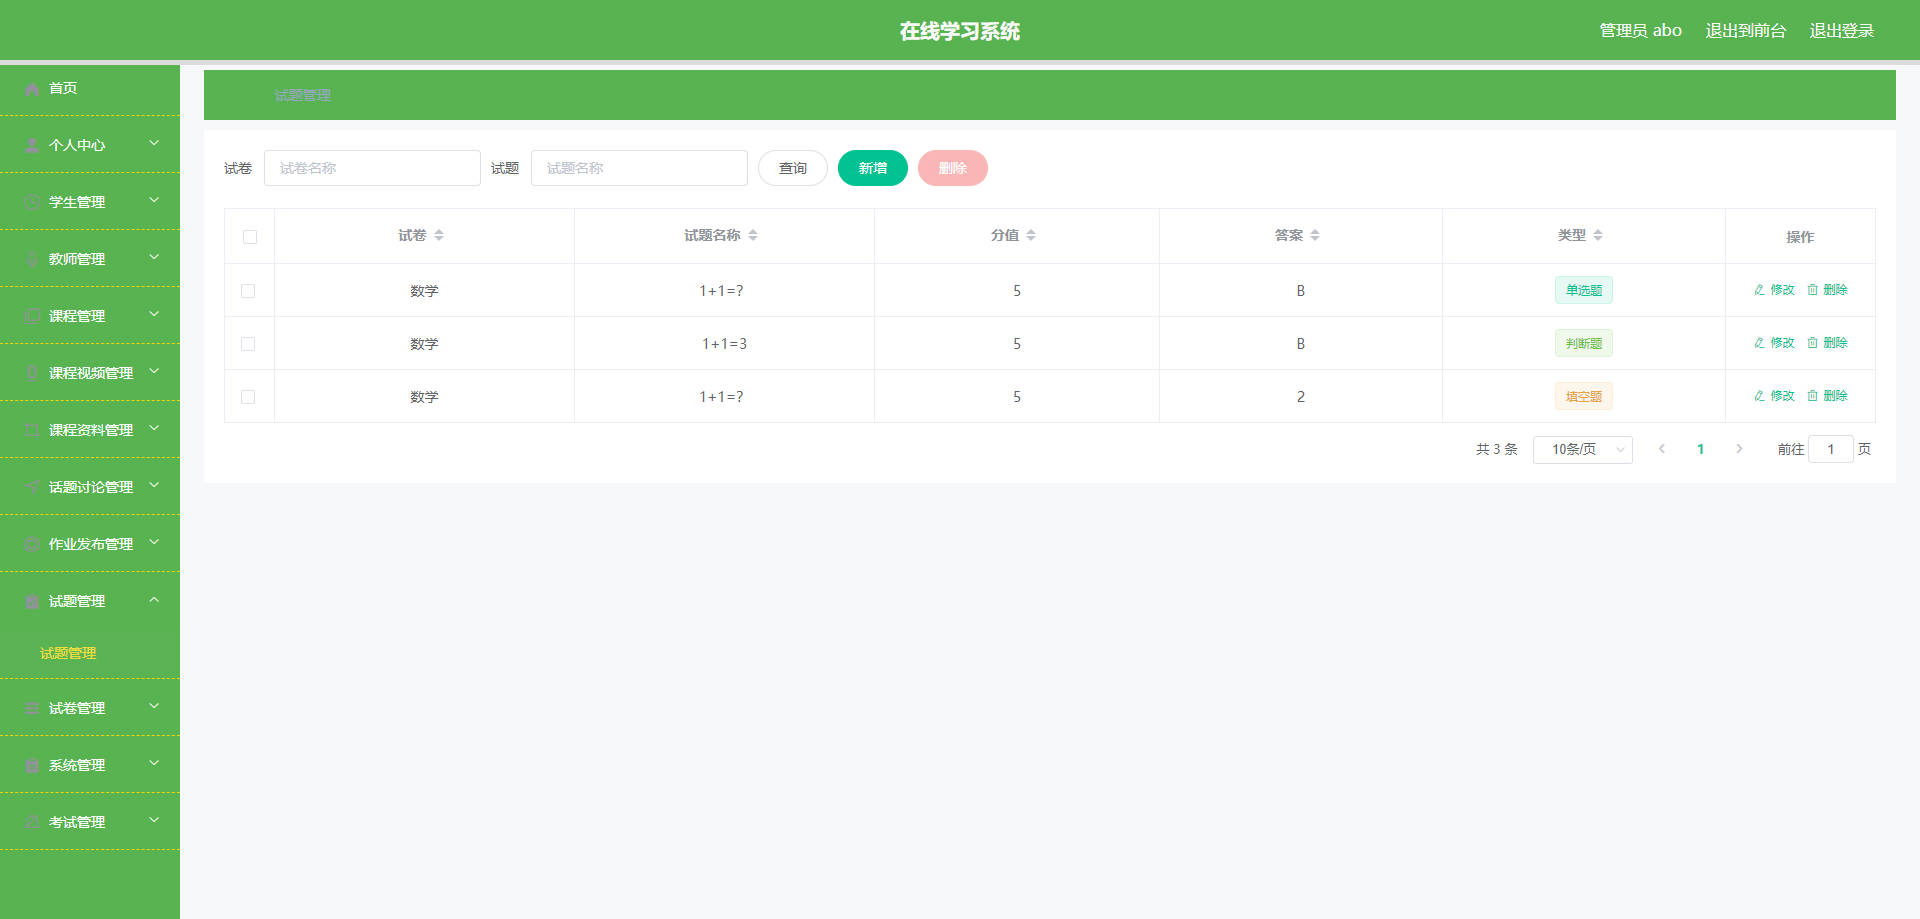 在线学习系统
管理员 abo 退出到前台 退出登录
首页
个人中心
学生管理
教师管理
课程管理
课程视频管理
课程资料管理
话题讨论管理
作业发布管理
试题管理
试题管理
试卷管理
系统管理
考试管理
试题管理
试卷 试卷名称 试题 试题名称 查询 新增 删除
试卷 试题名称 分值 答案 类型 操作
数学 1+1=? 5 B 单选题 修改 删除
数学 1+1=3 5 B 判断题 修改 删除
数学 1+1=? 5 2 填空题 修改 删除
共 3 条 10条/页 1 前往 1 页